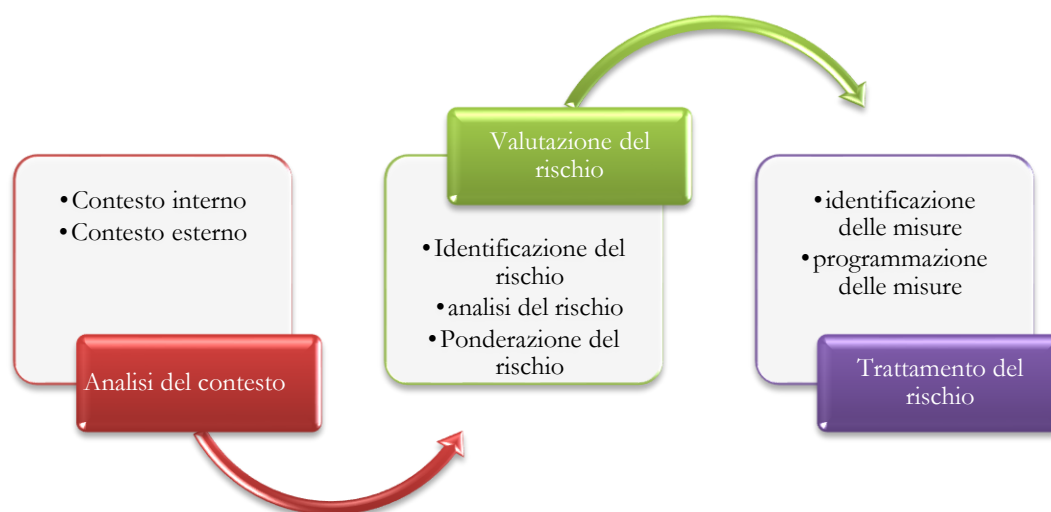 •Contesto interno
•Contesto esterno
Analisi del contesto
Valutazione del
rischio
•Identificazione del
rischio
•analisi del rischio
•Ponderazione del
rischio
•identificazione
delle misure
•programmazione
delle misure
Trattamento del
rischio